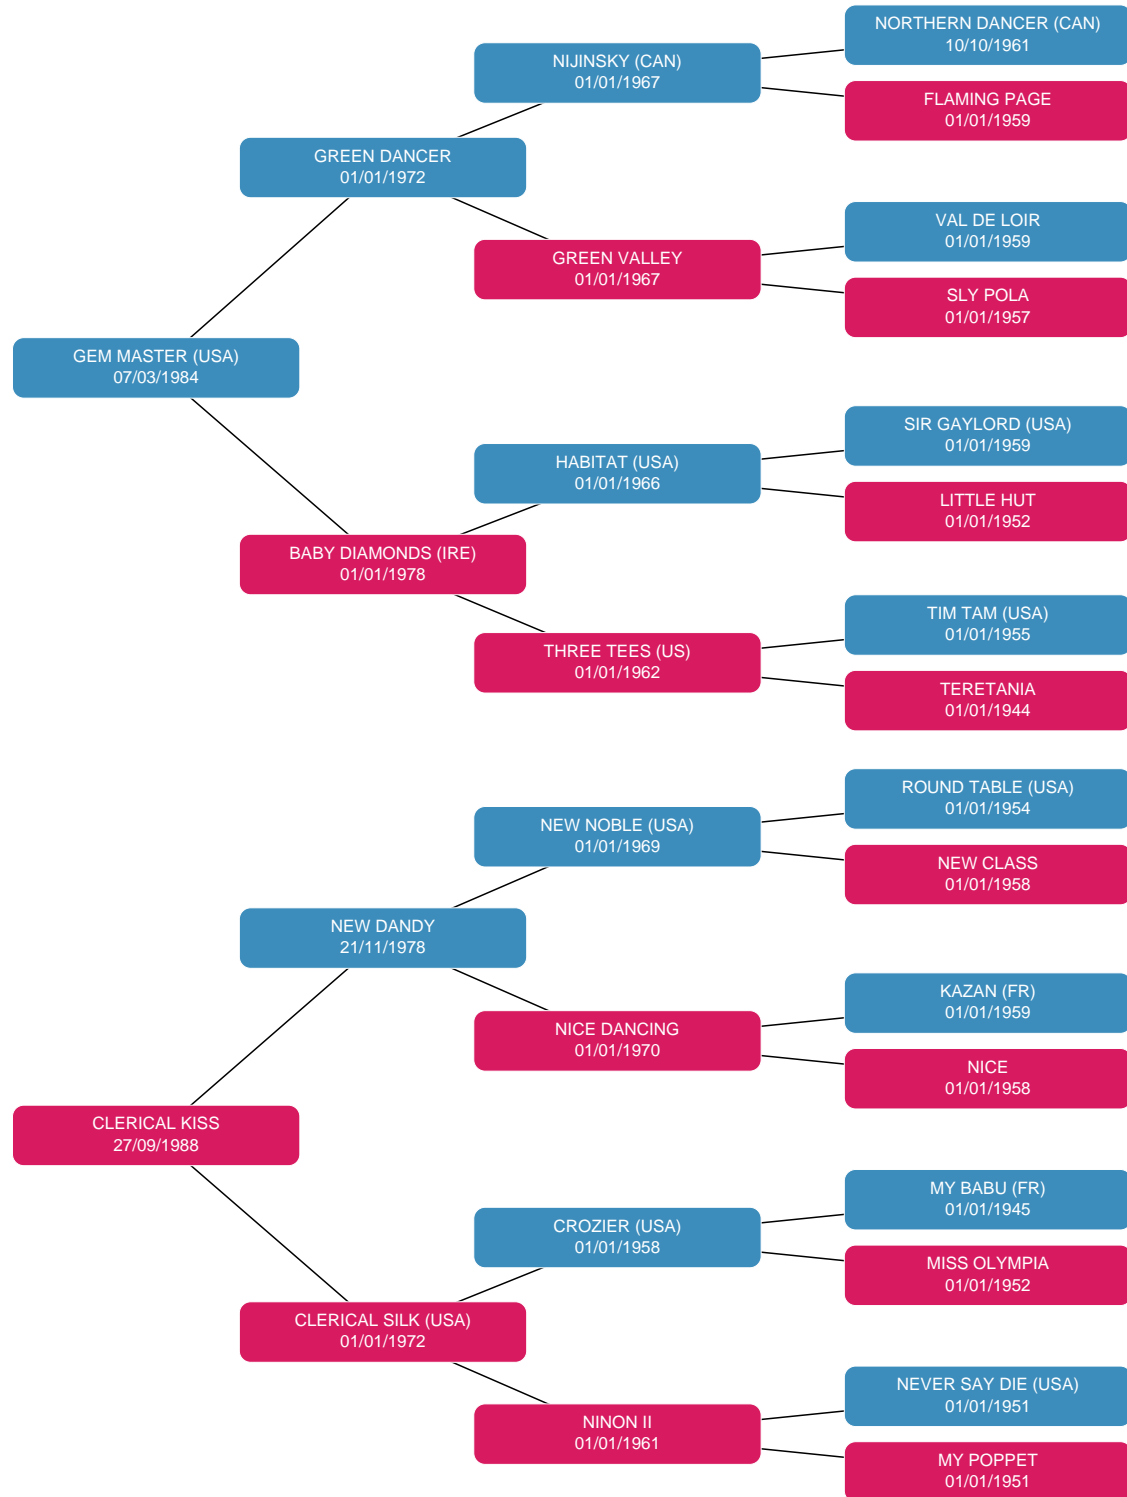 NORTHERN DANCER (CAN)
10/10/1961
NIJINSKY (CAN)
01/01/1967
FLAMING PAGE
01/01/1959
GREEN DANCER
01/01/1972
VAL DE LOIR
01/01/1959
GREEN VALLEY
01/01/1967
SLY POLA
01/01/1957
GEM MASTER (USA)
07/03/1984
SIR GAYLORD (USA)
01/01/1959
HABITAT (USA)
01/01/1966
LITTLE HUT
01/01/1952
BABY DIAMONDS (IRE)
01/01/1978
TIM TAM (USA)
01/01/1955
THREE TEES (US)
01/01/1962
TERETANIA
01/01/1944
ROUND TABLE (USA)
01/01/1954
NEW NOBLE (USA)
01/01/1969
NEW CLASS
01/01/1958
NEW DANDY
21/11/1978
KAZAN (FR)
01/01/1959
NICE DANCING
01/01/1970
NICE
01/01/1958
CLERICAL KISS
27/09/1988
MY BABU (FR)
01/01/1945
CROZIER (USA)
01/01/1958
MISS OLYMPIA
01/01/1952
CLERICAL SILK (USA)
01/01/1972
NEVER SAY DIE (USA)
01/01/1951
NINON II
01/01/1961
MY POPPET
01/01/1951